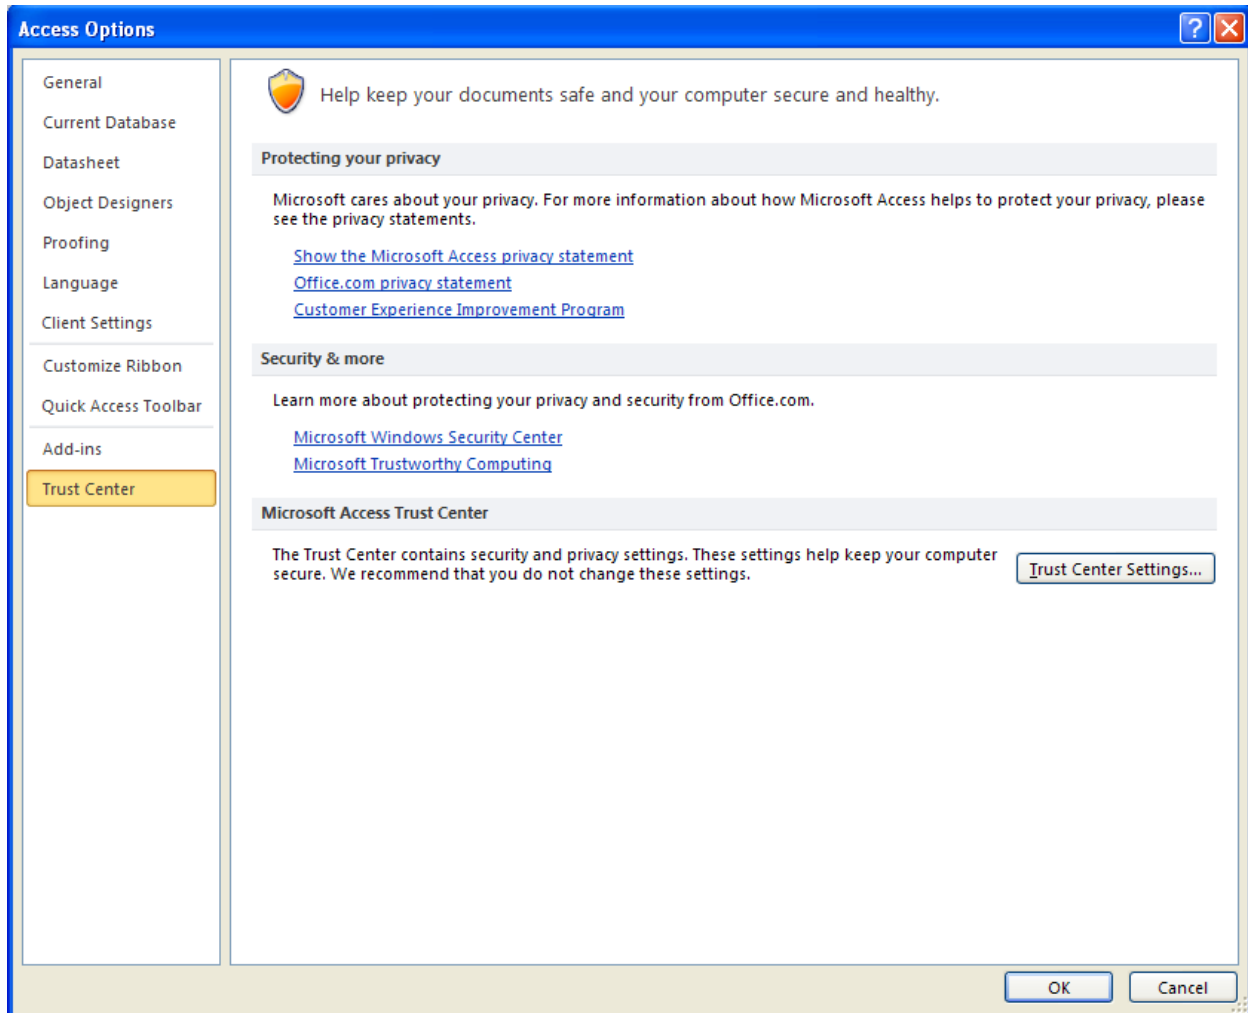 Access Options
General
Current Database
Datasheet
Object Designers
Proofing
Language
Client Settings
Customize Ribbon
Quick Access Toolbar
Add-ins
Trust Center
Help keep your documents safe and your computer secure and healthy.
Protecting your privacy
Microsoft cares about your privacy. For more information about how Microsoft Access helps to protect your privacy, please
see the privacy statements.
Show the Microsoft Access privacy statement
Office.com privacy statement
Customer Experience Improvement Program
Security & more
Learn more about protecting your privacy and security from Office.com.
Microsoft Windows Security Center
Microsoft Trustworthy Computing
Microsoft Access Trust Center
The Trust Center contains security and privacy settings. These settings help keep your computer
secure. We recommend that you do not change these settings.
Trust Center Settings...
OK
Cancel